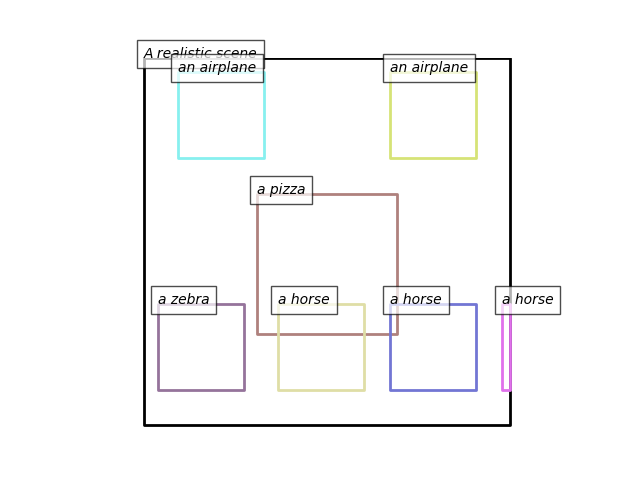 A realistic scene
an airplane
an airplane
a pizza
a zebra
a horse
a horse
a horse